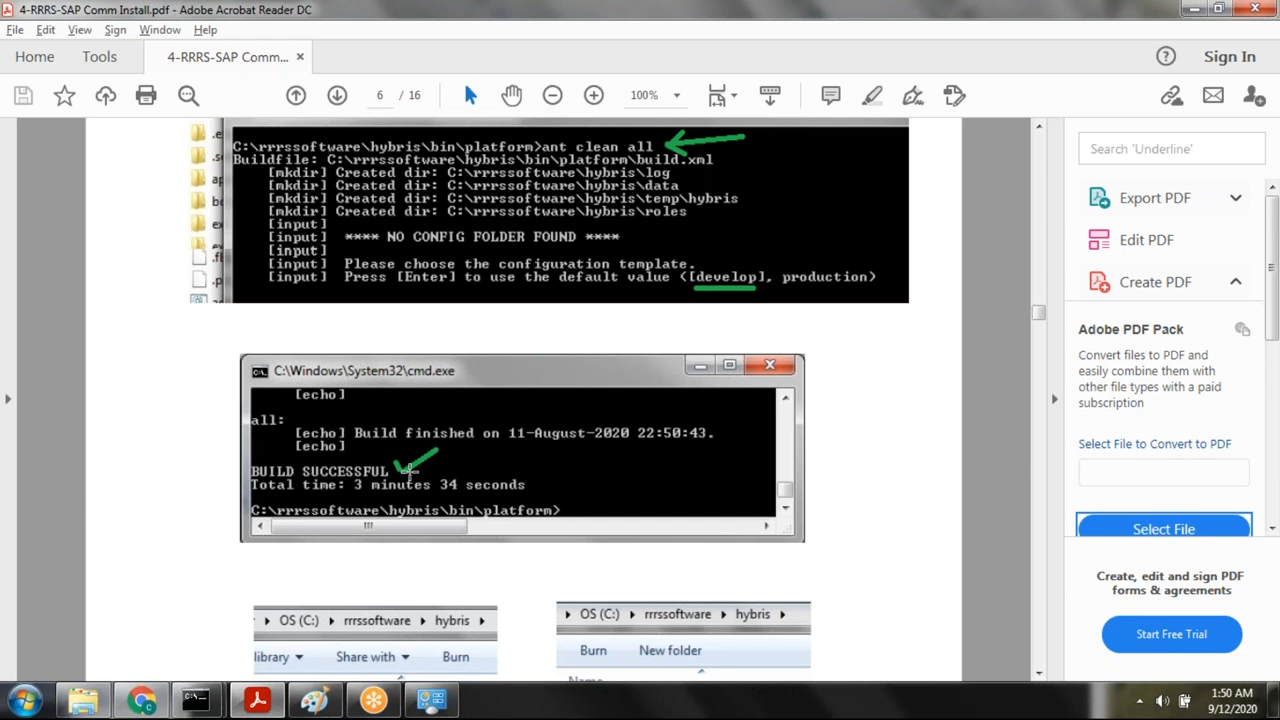 4-RRRS-SAP Comm Install.pdf - Adobe Acrobat Reader DC
File Edit View Sign Window Help
Home Tools 4-RRRS-SAP Comm... × Sign In
6 / 16 100%
C:\rrrssoftware\hybris\bin\platform>ant clean all
Buildfile: C:\rrrssoftware\hybris\bin\platform\build.xml
[mkdir] Created dir: C:\rrrssoftware\hybris\log
[mkdir] Created dir: C:\rrrssoftware\hybris\data
[mkdir] Created dir: C:\rrrssoftware\hybris\temp\hybris
[mkdir] Created dir: C:\rrrssoftware\hybris\roles
[input]
[input] **** NO CONFIG FOLDER FOUND ****
[input]
[input] Please choose the configuration template.
[input] Press [Enter] to use the default value ([develop], production)
C:\Windows\System32\cmd.exe
[echo]
all:
[echo] Build finished on 11-August-2020 22:50:43.
[echo]
BUILD SUCCESSFUL
Total time: 3 minutes 34 seconds
C:\rrrssoftware\hybris\bin\platform>
OS (C:) rrrssoftware hybris
library Share with Burn
OS (C:) rrrssoftware hybris
Burn New folder
Search 'Underline'
Export PDF
Edit PDF
Create PDF
Adobe PDF Pack
Convert files to PDF and
easily combine them with
other file types with a paid
subscription
Select File to Convert to PDF
Select File
Create, edit and sign PDF
forms & agreements
Start Free Trial
1:50 AM
9/12/2020